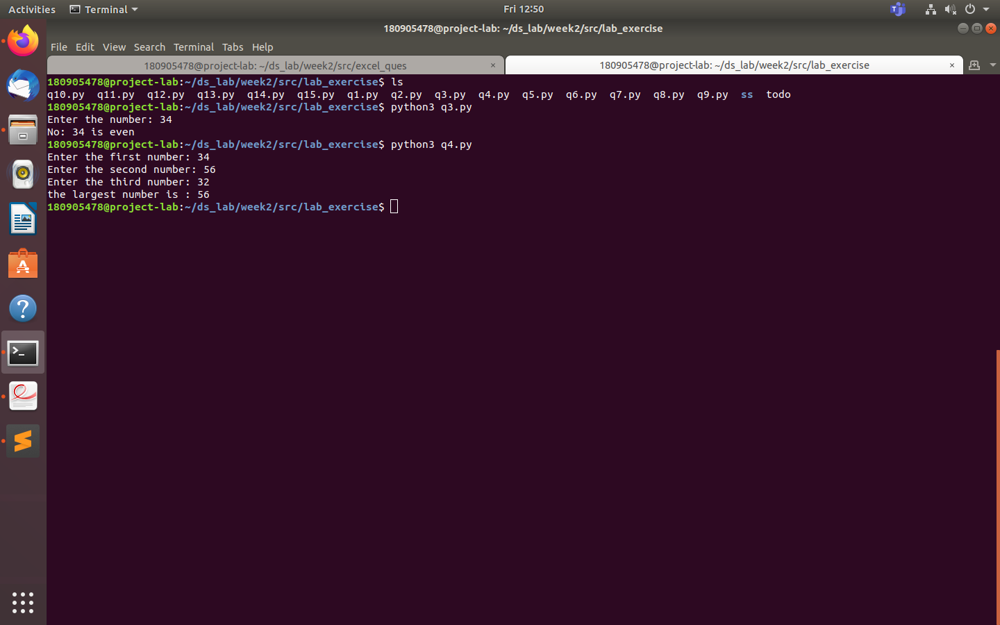 Activities Terminal Fri 12:50
180905478@project-lab: ~/ds_lab/week2/src/lab_exercise
File Edit View Search Terminal Tabs Help
180905478@project-lab: ~/ds_lab/week2/src/excel_ques × 180905478@project-lab: ~/ds_lab/week2/src/lab_exercise ×
180905478@project-lab:~/ds_lab/week2/src/lab_exercise$ ls
q10.py q11.py q12.py q13.py q14.py q15.py q1.py q2.py q3.py q4.py q5.py q6.py q7.py q8.py q9.py ss todo
180905478@project-lab:~/ds_lab/week2/src/lab_exercise$ python3 q3.py
Enter the number: 34
No: 34 is even
180905478@project-lab:~/ds_lab/week2/src/lab_exercise$ python3 q4.py
Enter the first number: 34
Enter the second number: 56
Enter the third number: 32
the largest number is : 56
180905478@project-lab:~/ds_lab/week2/src/lab_exercise$